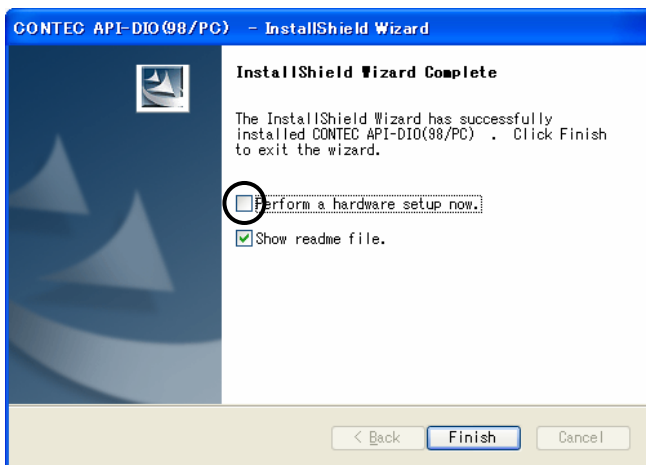 CONTEC API-DIO(98/PC)  - InstallShield Wizard
InstallShield Wizard Complete
The InstallShield Wizard has successfully
installed CONTEC API-DIO(98/PC) . Click Finish
to exit the wizard.
Perform a hardware setup now.
Show readme file.
< Back
Finish
Cancel